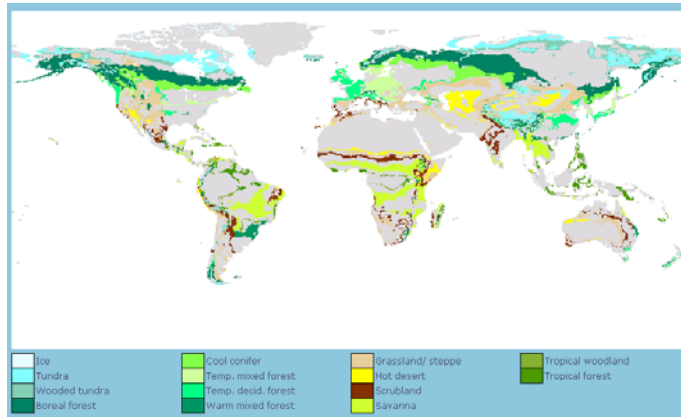 Ice
Tundra
Wooded tundra
Boreal forest
Cool conifer
Temp. mixed forest
Temp. decid. forest
Warm mixed forest
Grassland/ steppe
Hot desert
Scrubland
Savanna
Tropical woodland
Tropical forest